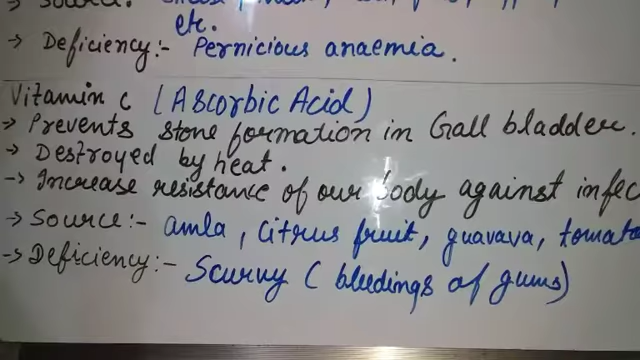 → Source:
etc.
→ Deficiency:- Pernicious anaemia.
Vitamin C (Ascorbic Acid)
→ Prevents stone formation in Gall bladder.
→ Destroyed by heat.
→ Increase resistance of our body against infec
→ Source:- amla, Citrus fruit, guavava, tomato
→ Deficiency:- Scurvy (bleedings of gums)